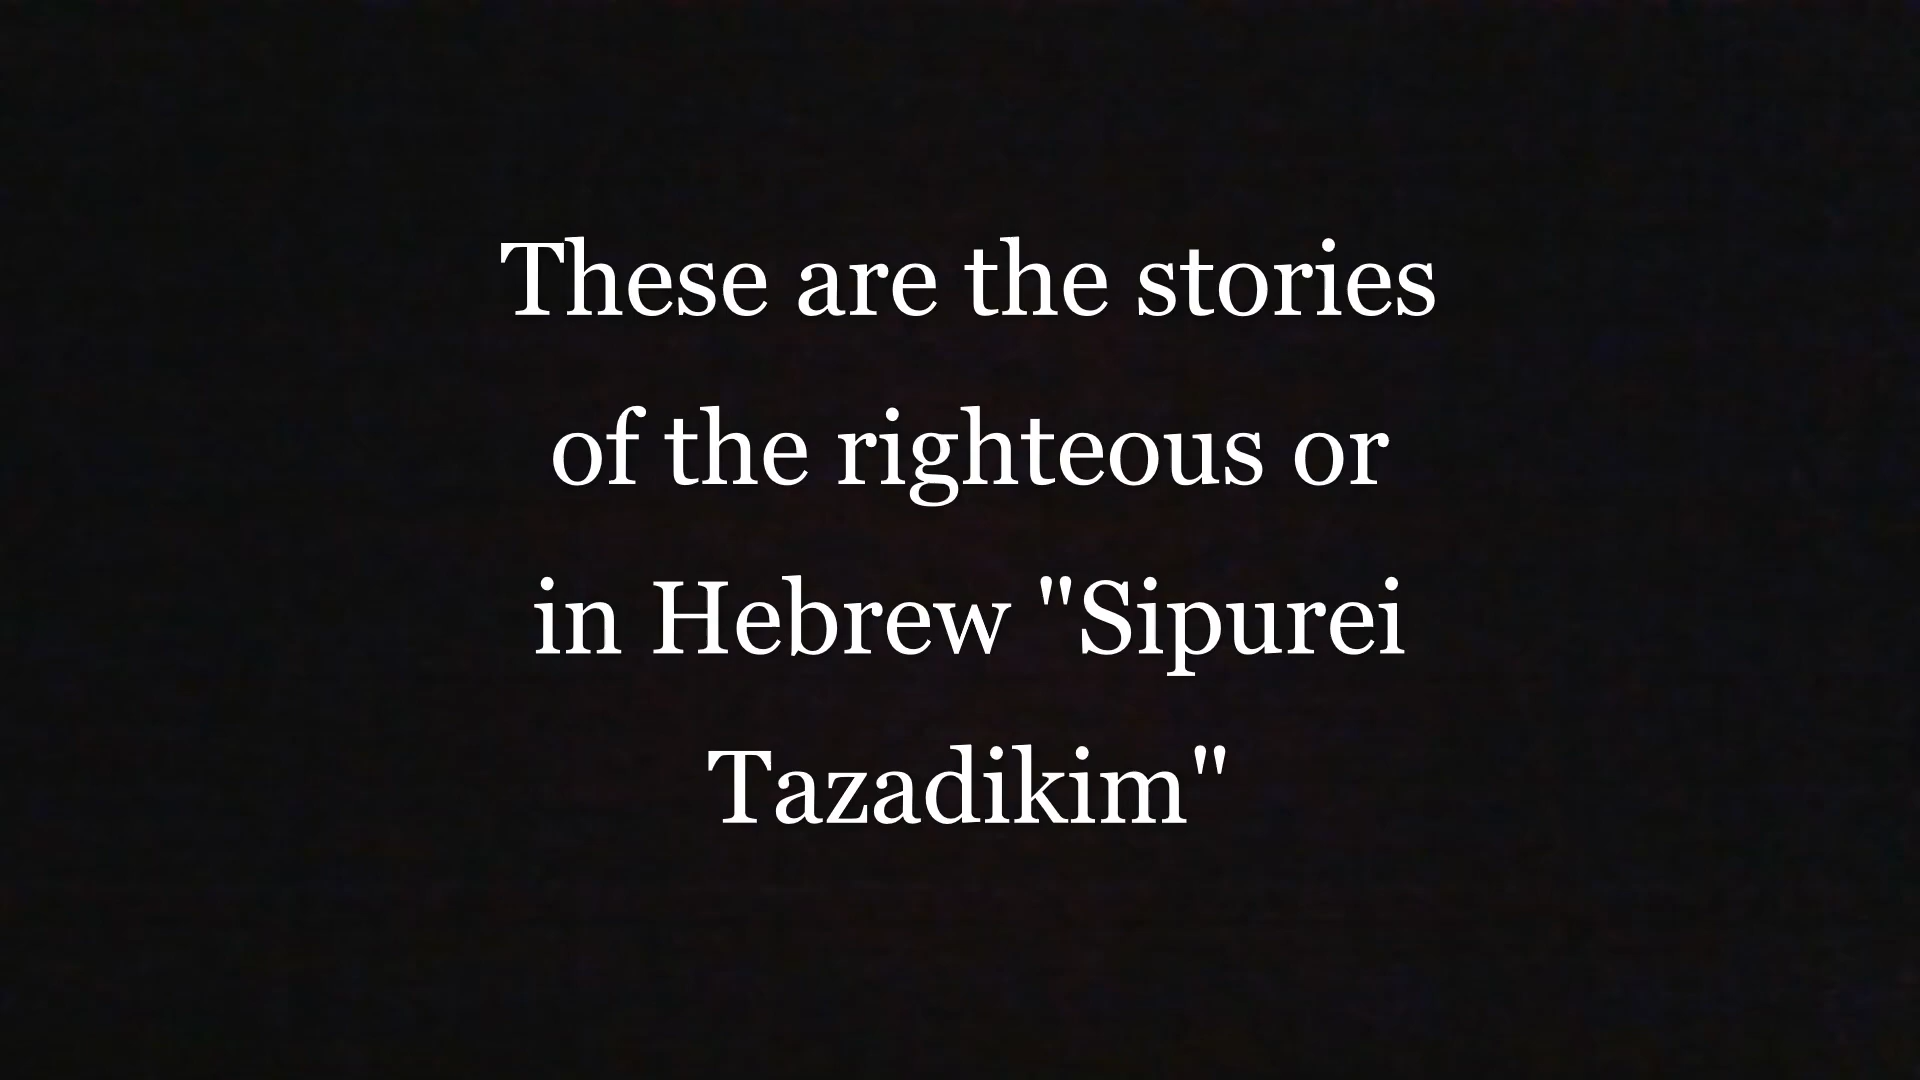 These are the stories
of the righteous or
in Hebrew "Sipurei
Tazadikim"